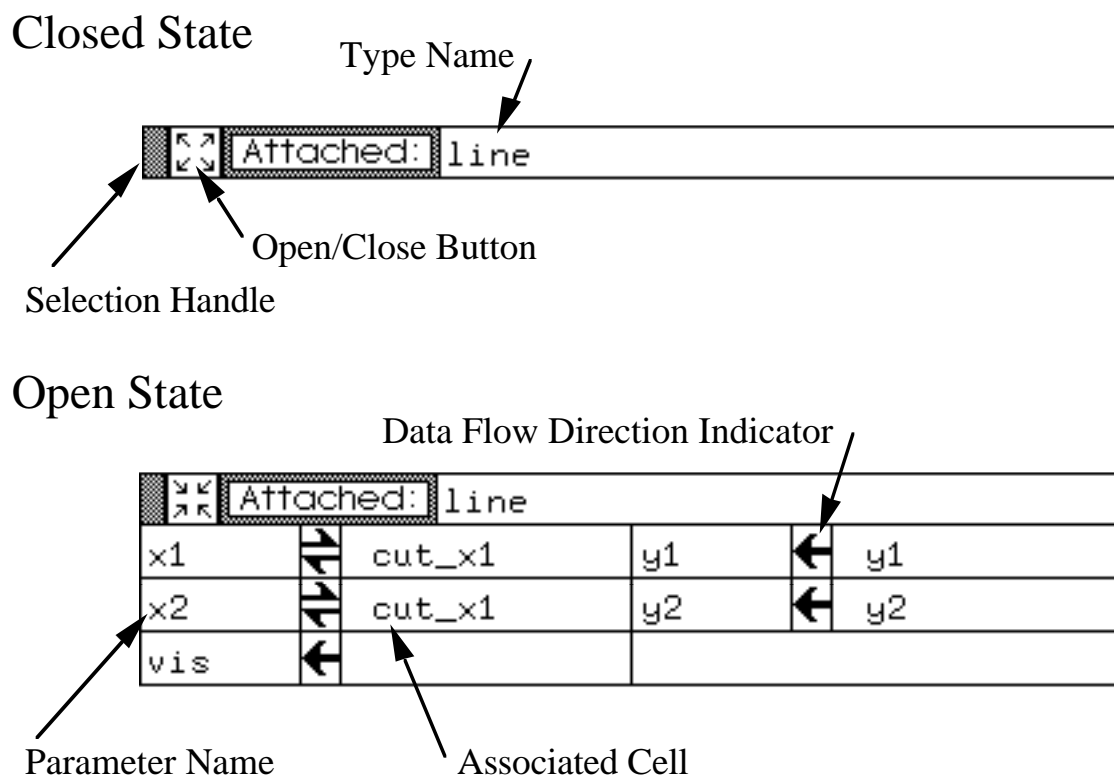 Closed State
Type Name
Attached: line
Open/Close Button
Selection Handle
Open State
Data Flow Direction Indicator
Attached: line
x1 cut_x1 y1 y1
x2 cut_x1 y2 y2
vis
Parameter Name Associated Cell